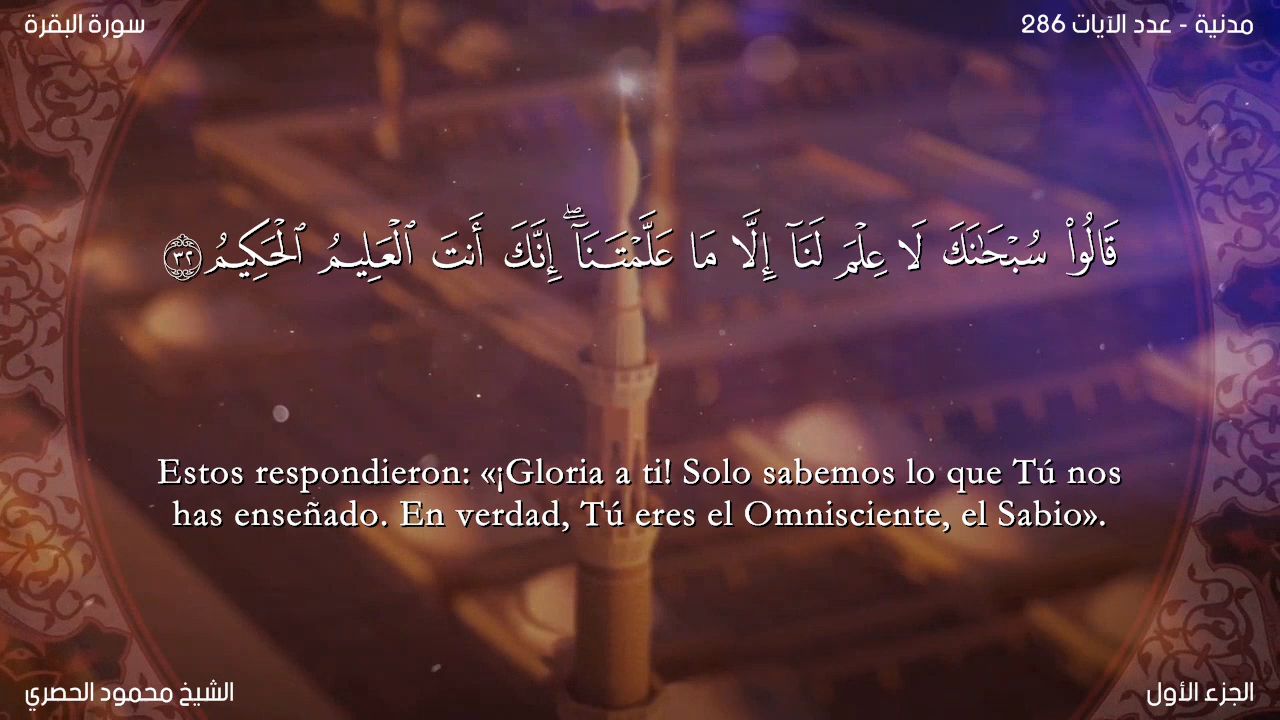 سورة البقرة
مدنية - عدد الآيات 286
قَالُوا۟ سُبْحَـٰنَكَ لَا عِلْمَ لَنَآ إِلَّا مَا عَلَّمْتَنَآ ۖ إِنَّكَ أَنتَ ٱلْعَلِيمُ ٱلْحَكِيمُ ٣٢
Estos respondieron: «¡Gloria a ti! Solo sabemos lo que Tú nos
has enseñado. En verdad, Tú eres el Omnisciente, el Sabio».
الشيخ محمود الحصري
الجزء الأول